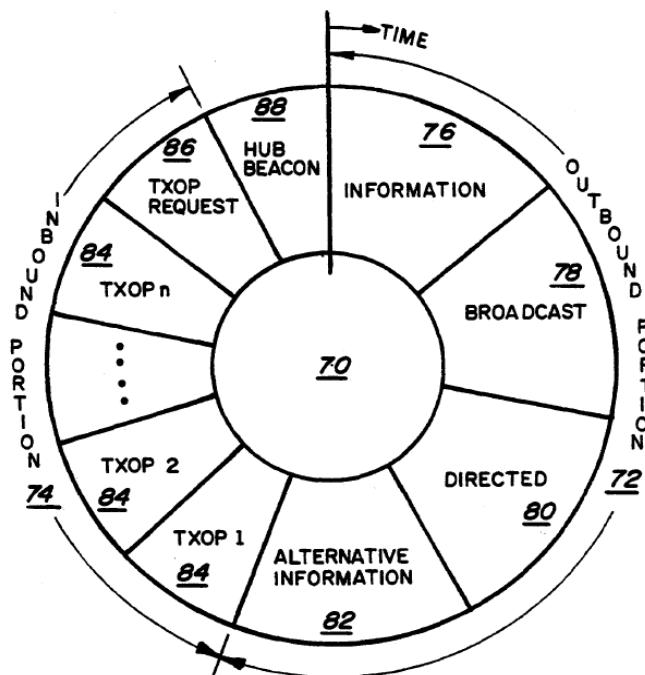 TIME
88
HUB
BEACON
76
INFORMATION
OUTBOUND PORTION
72
78
BROADCAST
DIRECTED
80
ALTERNATIVE
INFORMATION
82
TXOP 1
84
TXOP 2
84
TXOP n
84
86
TXOP
REQUEST
INBOUND PORTION
74
70